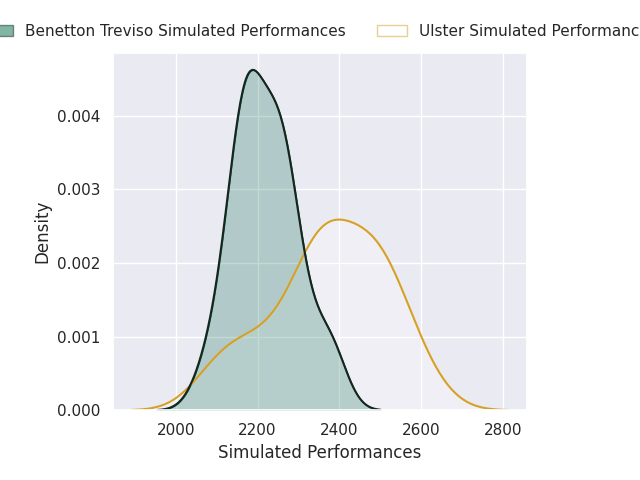 Benetton Treviso Simulated Performances
Ulster Simulated Performanc
0.004
0.003
0.002
0.001
0.000
Density
2000 2200 2400 2600 2800
Simulated Performances